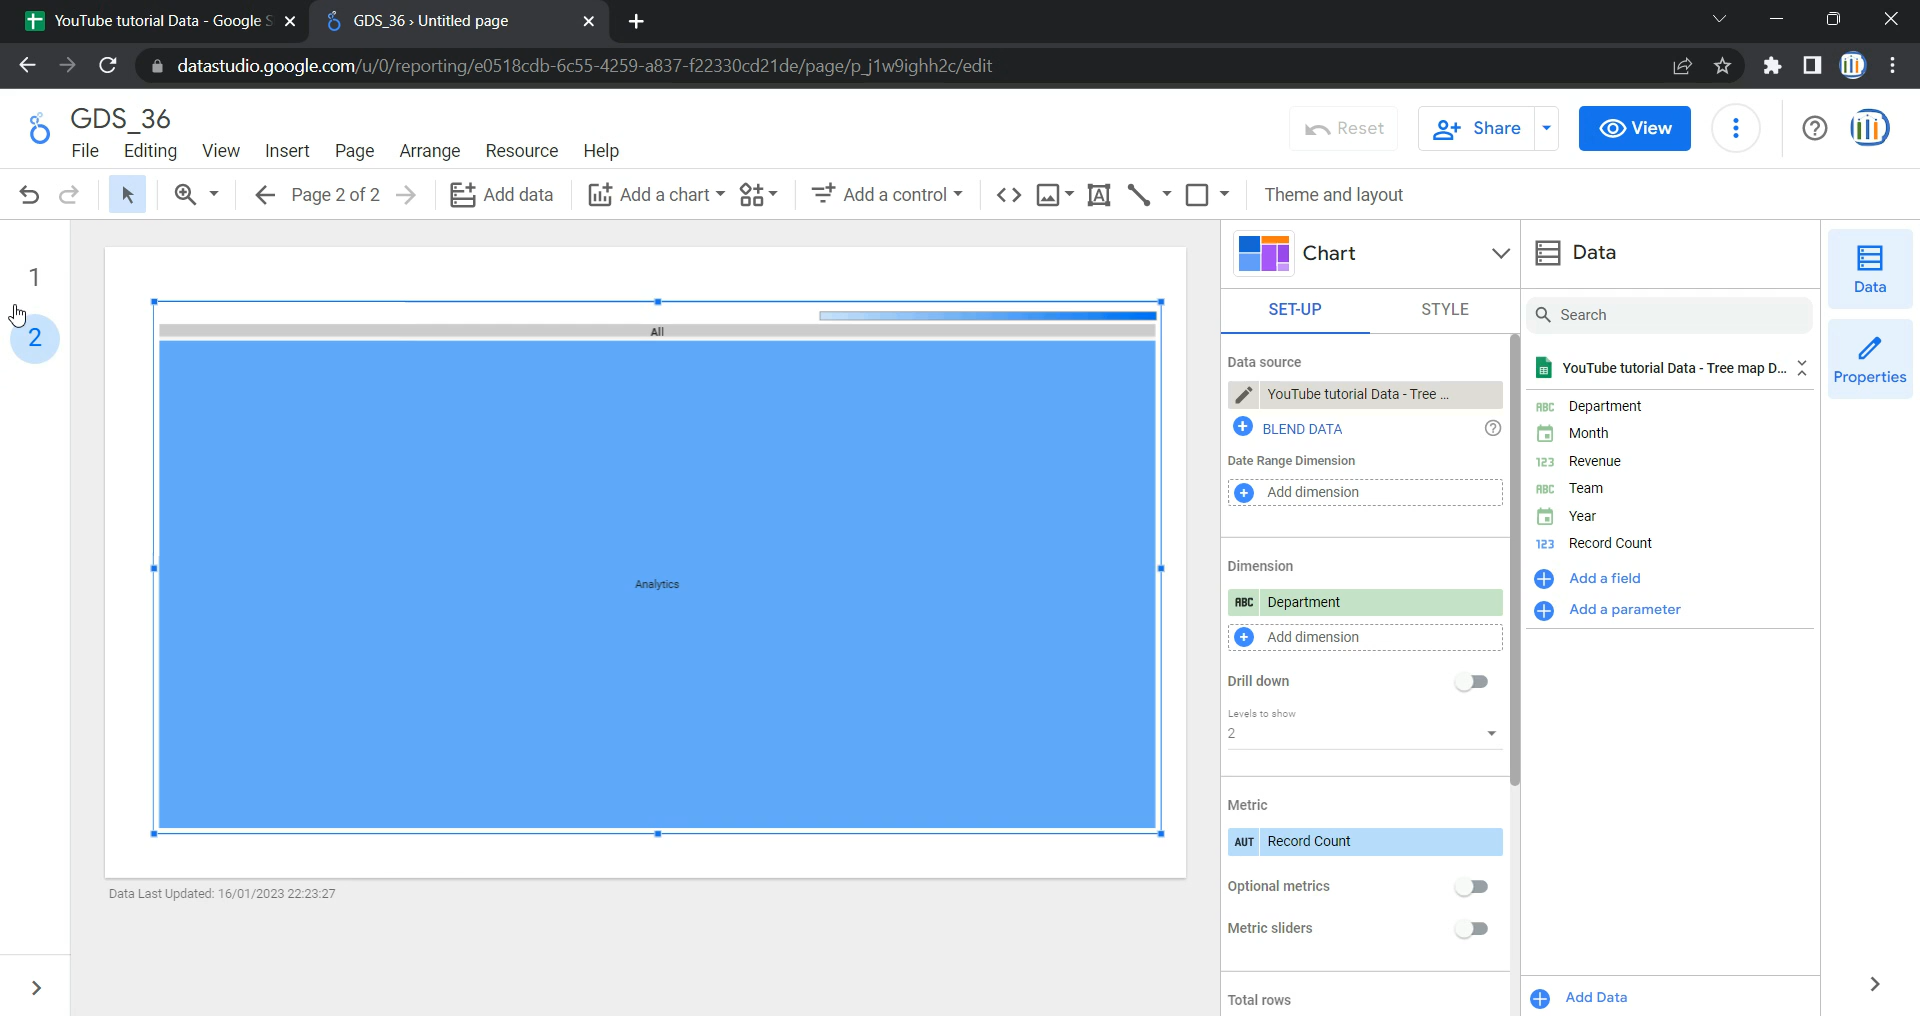 YouTube tutorial Data - Google S
GDS_36 › Untitled page
datastudio.google.com/u/0/reporting/e0518cdb-6c55-4259-a837-f22330cd21de/page/p_j1w9ighh2c/edit
GDS_36
File Editing View Insert Page Arrange Resource Help
Reset Share View
Page 2 of 2 Add data Add a chart Add a control Theme and layout
1
2
All
Analytics
Data Last Updated: 16/01/2023 22:23:27
Chart
SET-UP STYLE
Data source
YouTube tutorial Data - Tree ...
BLEND DATA
Date Range Dimension
Add dimension
Dimension
ABC Department
Add dimension
Drill down
Levels to show
2
Metric
AUT Record Count
Optional metrics
Metric sliders
Total rows
Data
Search
YouTube tutorial Data - Tree map D...
ABC Department
Month
123 Revenue
ABC Team
Year
123 Record Count
Add a field
Add a parameter
Add Data
Data
Properties